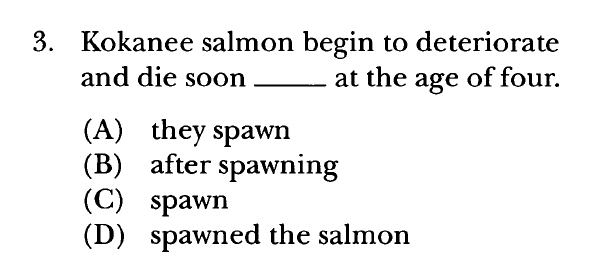 3. Kokanee salmon begin to deteriorate
and die soon _____ at the age of four.
(A) they spawn
(B) after spawning
(C) spawn
(D) spawned the salmon